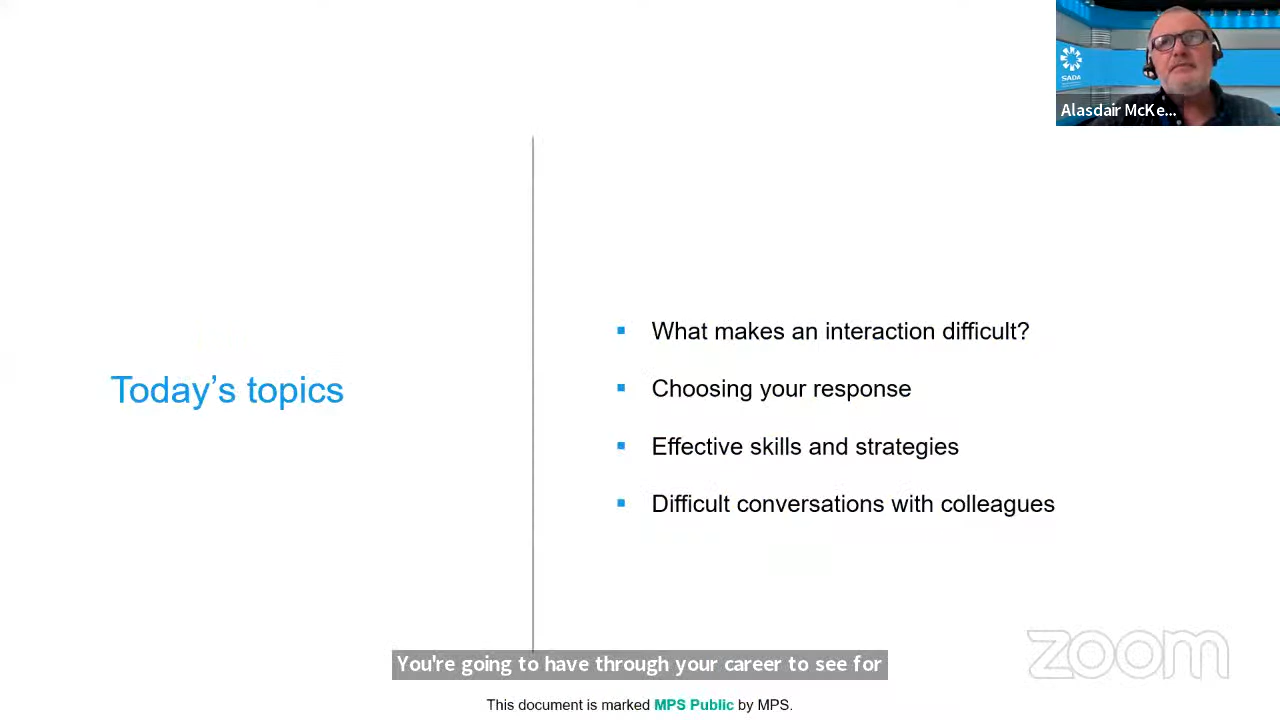 SADA
Alasdair McKe...
Today’s topics
What makes an interaction difficult?
Choosing your response
Effective skills and strategies
Difficult conversations with colleagues
You're going to have through your career to see for
zoom
This document is marked MPS Public by MPS.